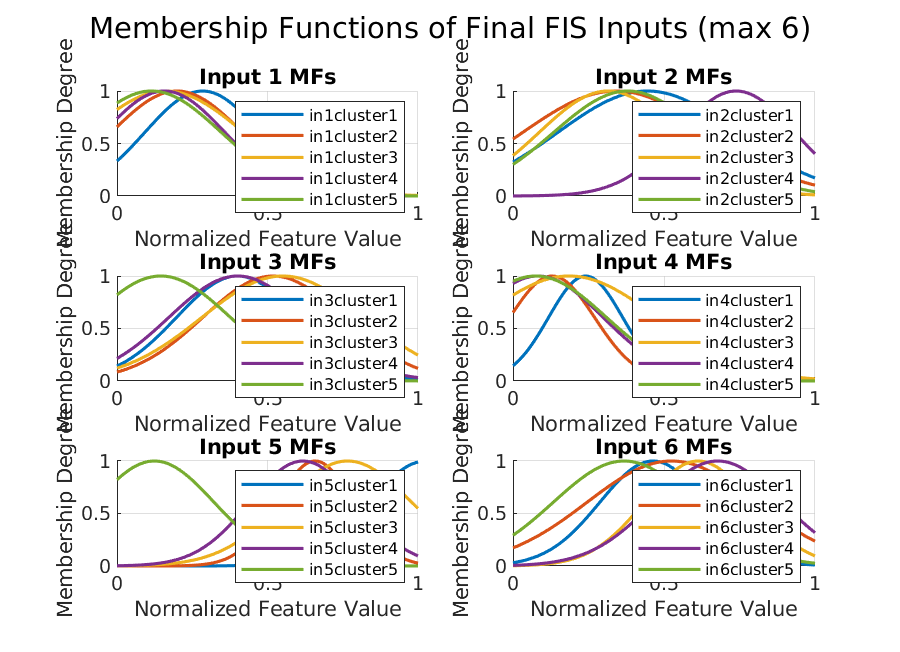 Membership Functions of Final FIS Inputs (max 6)
Input 1 MFs
Membership Degree
1
0.5
0
0
0.5
1
Normalized Feature Value
in1cluster1
in1cluster2
in1cluster3
in1cluster4
in1cluster5
Input 2 MFs
Membership Degree
1
0.5
0
0
1
Normalized Feature Value
in2cluster1
in2cluster2
in2cluster3
in2cluster4
in2cluster5
Input 3 MFs
Membership Degree
1
0.5
0
0
0.5
1
Normalized Feature Value
in3cluster1
in3cluster2
in3cluster3
in3cluster4
in3cluster5
Input 4 MFs
Membership Degree
1
0.5
0
0
1
Normalized Feature Value
in4cluster1
in4cluster2
in4cluster3
in4cluster4
in4cluster5
Input 5 MFs
Membership Degree
1
0.5
0
0
0.5
1
Normalized Feature Value
in5cluster1
in5cluster2
in5cluster3
in5cluster4
in5cluster5
Input 6 MFs
Membership Degree
1
0.5
0
0
1
Normalized Feature Value
in6cluster1
in6cluster2
in6cluster3
in6cluster4
in6cluster5